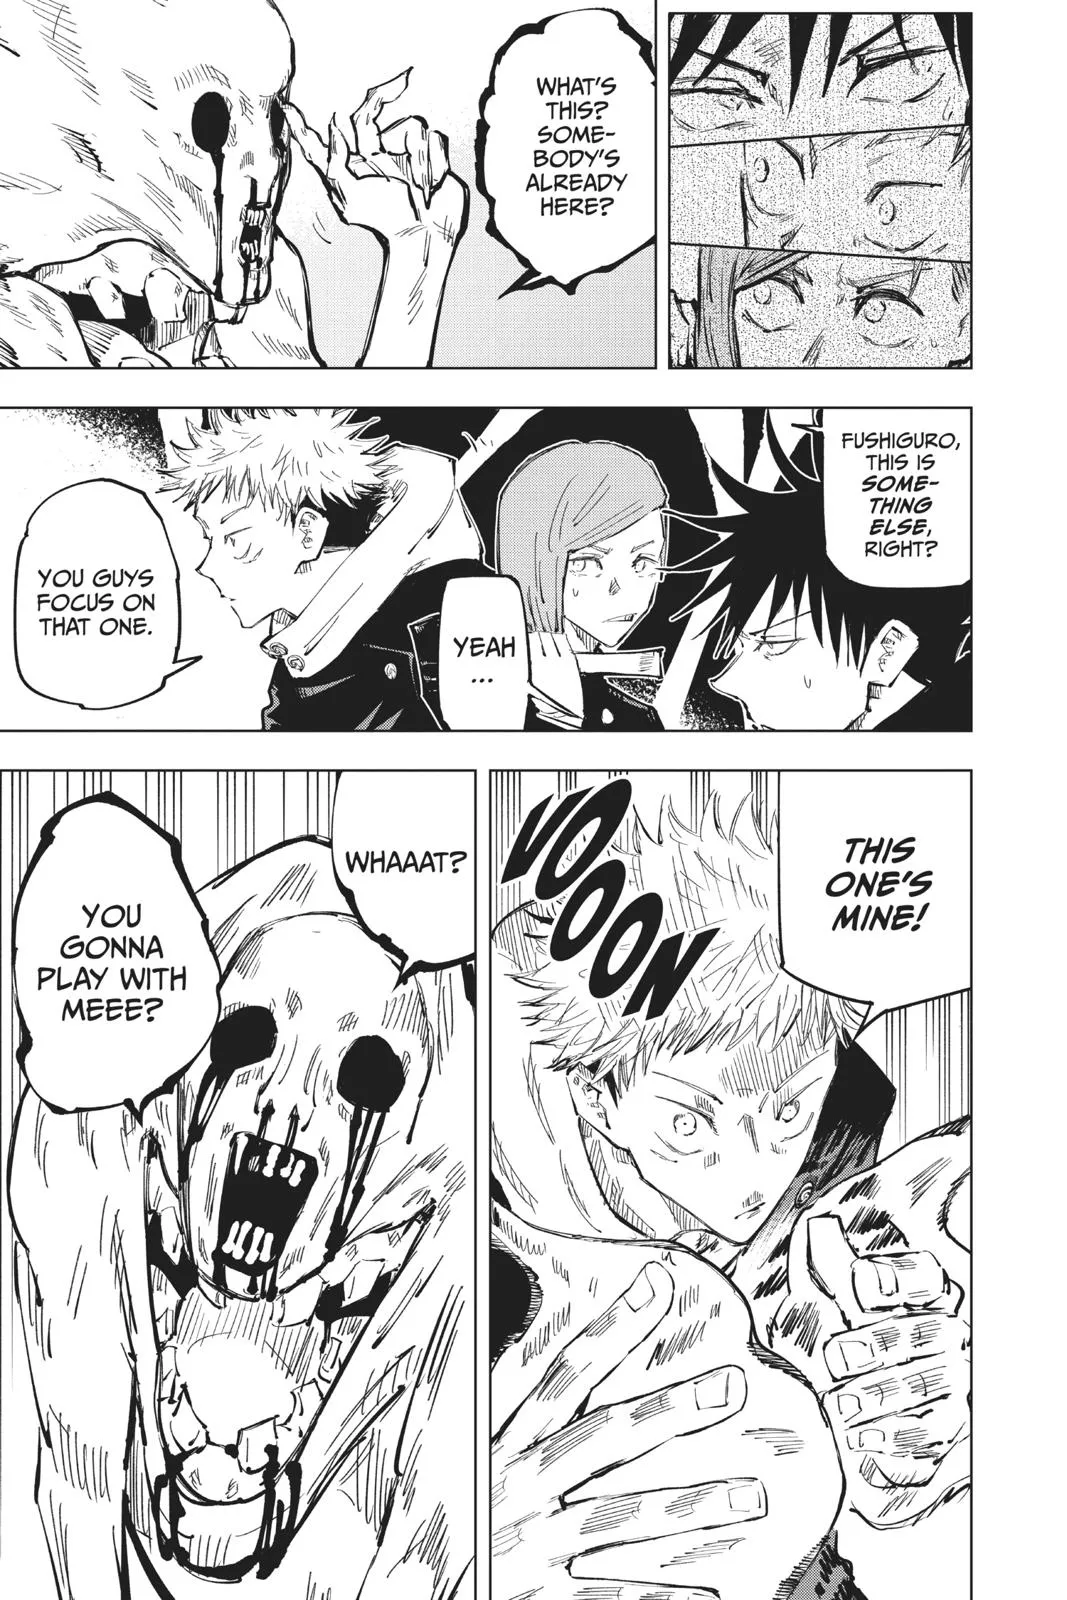 WHAT'S
THIS?
SOME-
BODY'S
ALREADY
HERE?
FUSHIGURO,
THIS IS
SOME-
THING
ELSE,
RIGHT?
YEAH
...
YOU GUYS
FOCUS ON
THAT ONE.
THIS
ONE'S
MINE!
VOOOON
WHAAAT?
YOU
GONNA
PLAY WITH
MEEE?